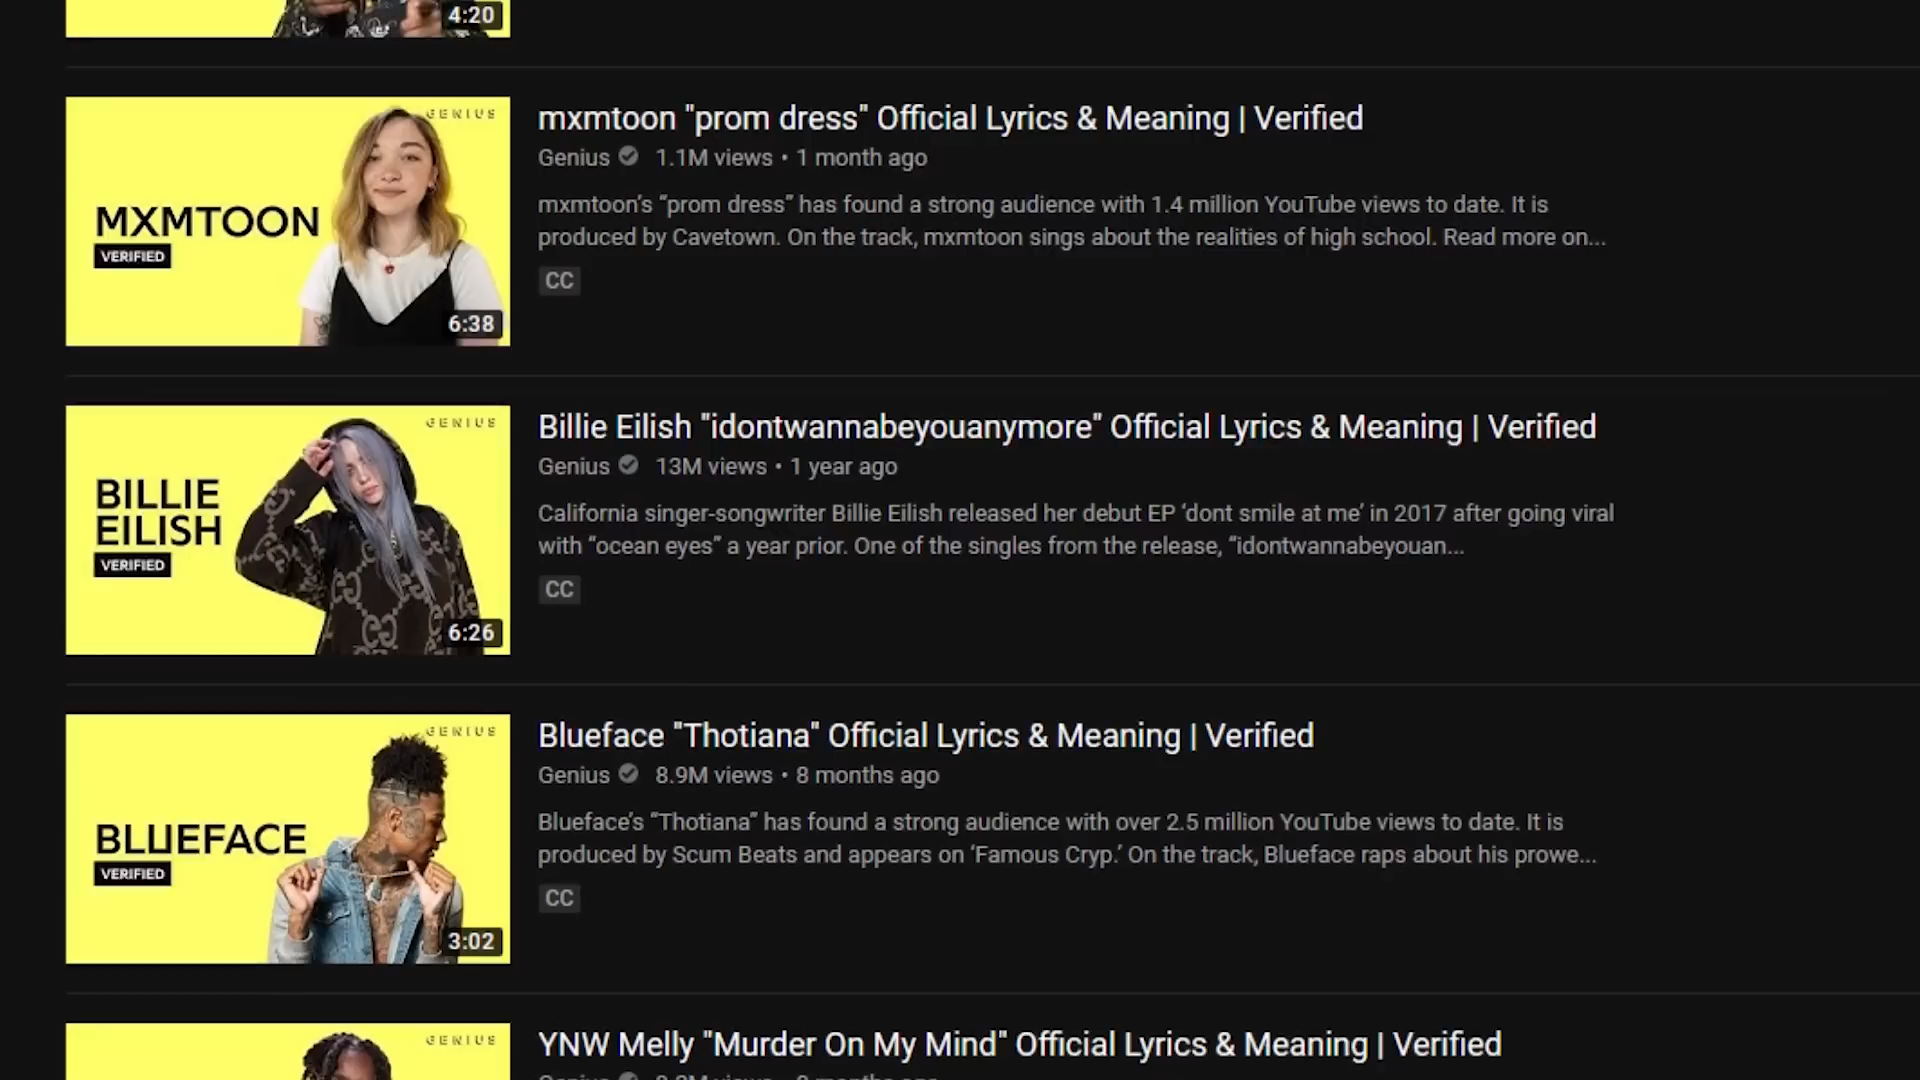 4:20
GENIUS
MXMTOON
VERIFIED
6:38
mxmtoon "prom dress" Official Lyrics & Meaning | Verified
Genius 1.1M views • 1 month ago
mxmtoon’s “prom dress” has found a strong audience with 1.4 million YouTube views to date. It is
produced by Cavetown. On the track, mxmtoon sings about the realities of high school. Read more on...
CC
GENIUS
BILLIE
EILISH
VERIFIED
6:26
Billie Eilish "idontwannabeyouanymore" Official Lyrics & Meaning | Verified
Genius 13M views • 1 year ago
California singer-songwriter Billie Eilish released her debut EP ‘dont smile at me’ in 2017 after going viral
with “ocean eyes” a year prior. One of the singles from the release, “idontwannabeyouan...
CC
GENIUS
BLUEFACE
VERIFIED
3:02
Blueface "Thotiana" Official Lyrics & Meaning | Verified
Genius 8.9M views • 8 months ago
Blueface’s “Thotiana” has found a strong audience with over 2.5 million YouTube views to date. It is
produced by Scum Beats and appears on ‘Famous Cryp.’ On the track, Blueface raps about his prowe...
CC
GENIUS
YNW Melly "Murder On My Mind" Official Lyrics & Meaning | Verified